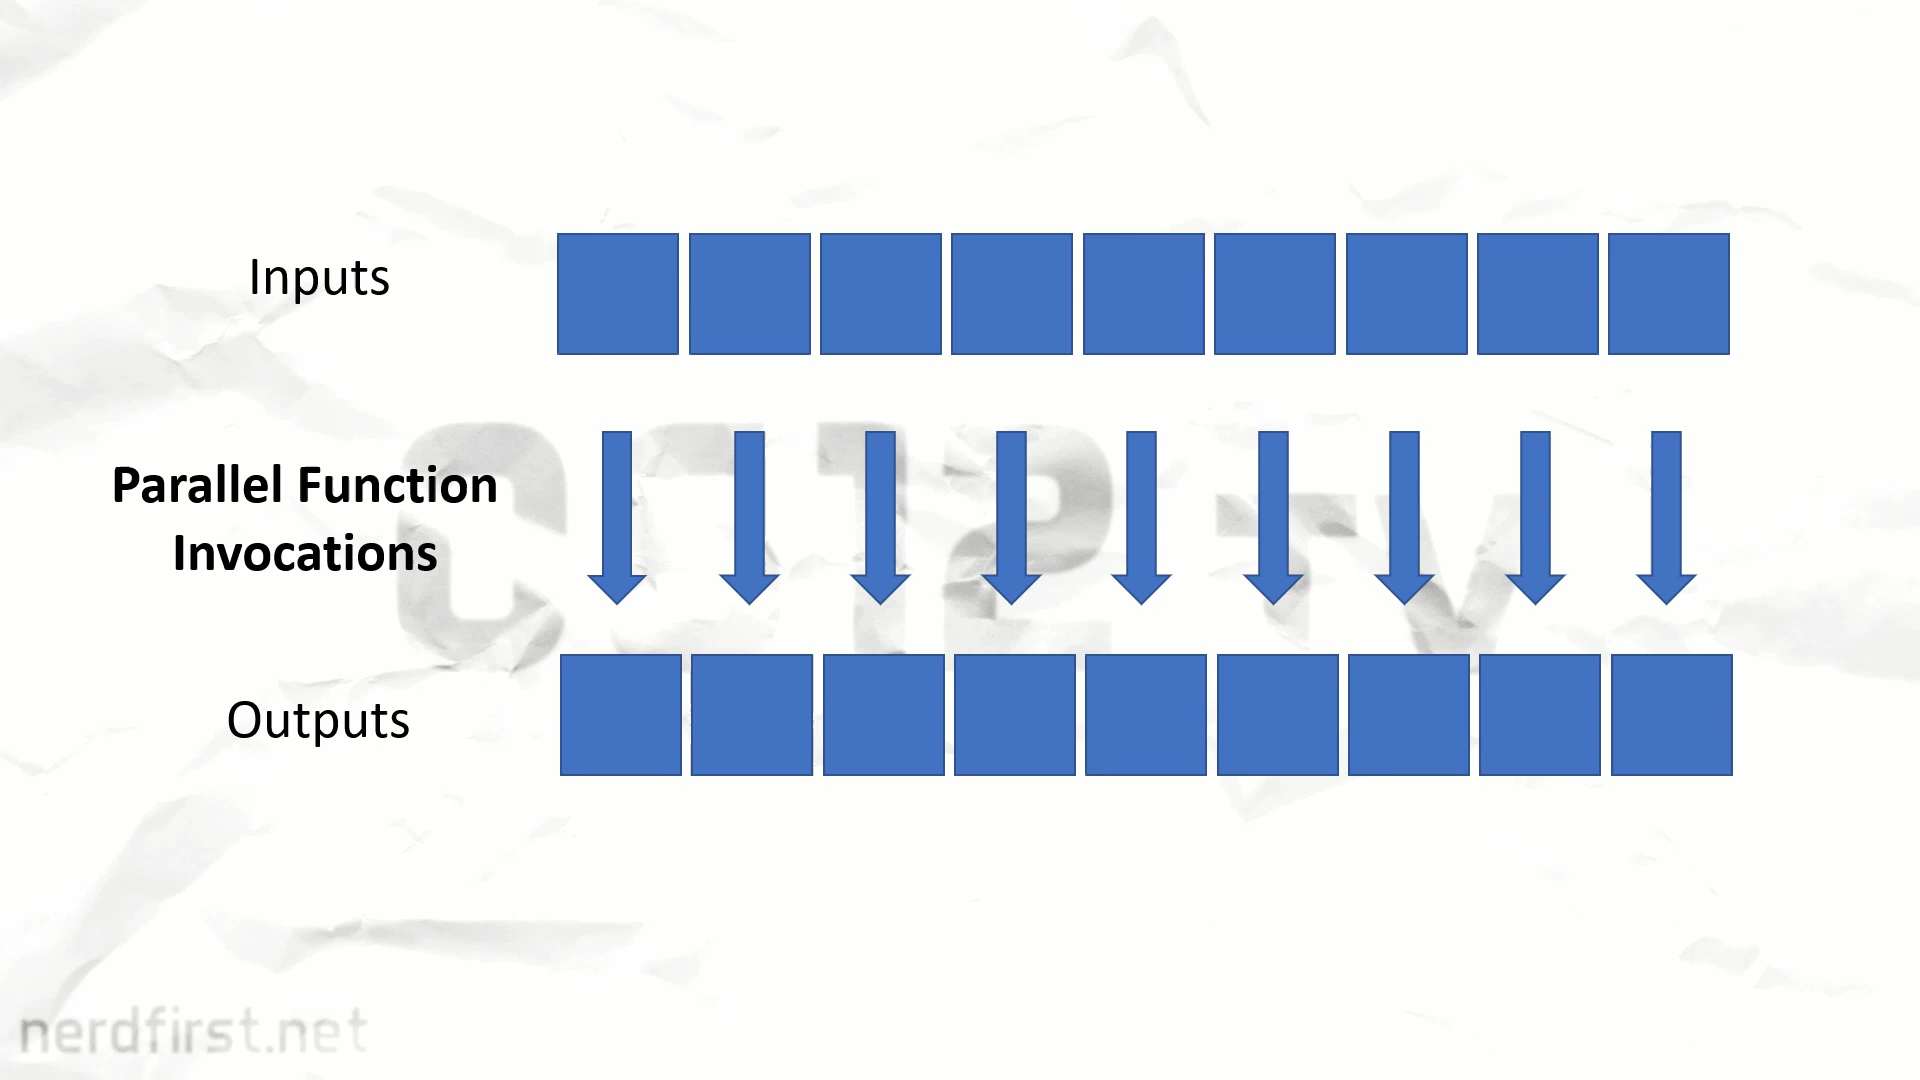 Inputs
Parallel Function
Invocations
Outputs
nerdfirst.net